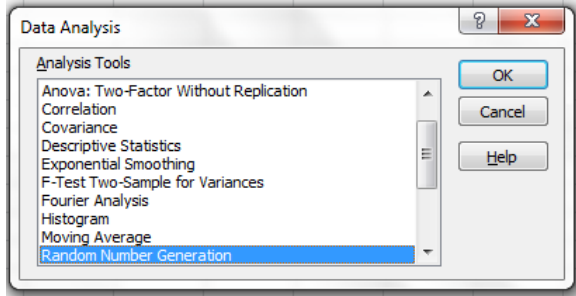 Data Analysis
Analysis Tools
Anova: Two-Factor Without Replication
Correlation
Covariance
Descriptive Statistics
Exponential Smoothing
F-Test Two-Sample for Variances
Fourier Analysis
Histogram
Moving Average
Random Number Generation
OK
Cancel
Help